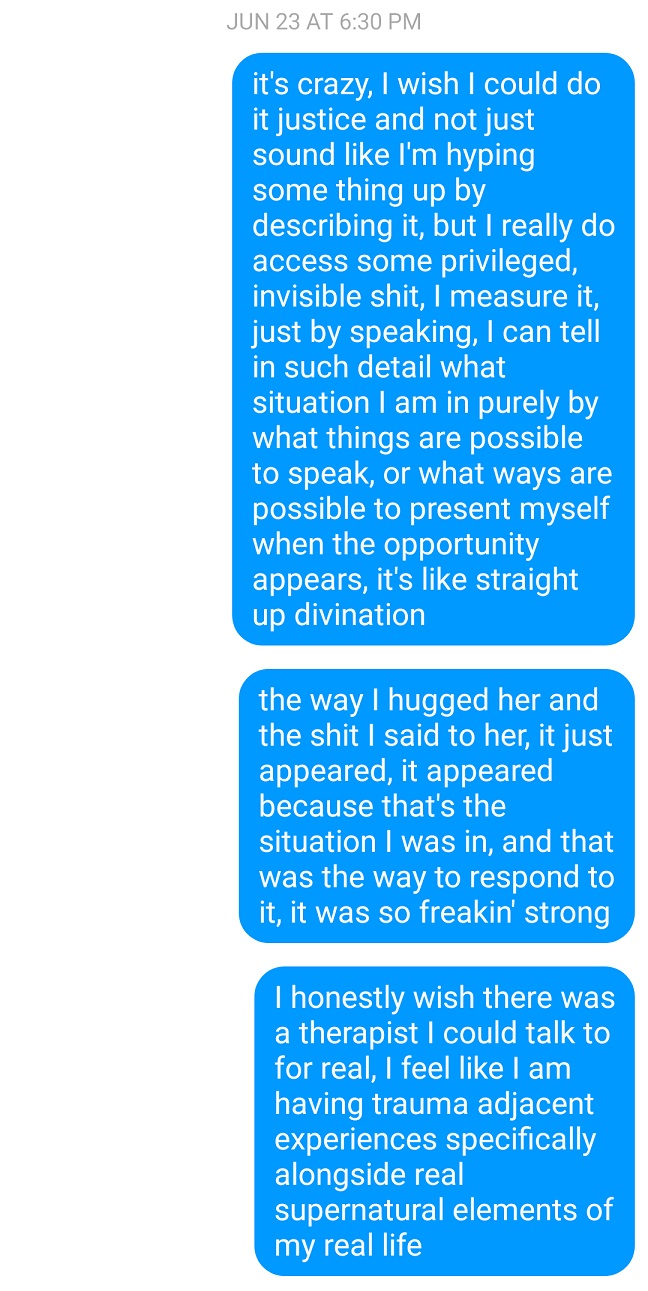 JUN 23 AT 6:30 PM
it's crazy, I wish I could do
it justice and not just
sound like I'm hyping
some thing up by
describing it, but I really do
access some privileged,
invisible shit, I measure it,
just by speaking, I can tell
in such detail what
situation I am in purely by
what things are possible
to speak, or what ways are
possible to present myself
when the opportunity
appears, it's like straight
up divination
the way I hugged her and
the shit I said to her, it just
appeared, it appeared
because that's the
situation I was in, and that
was the way to respond to
it, it was so freakin' strong
I honestly wish there was
a therapist I could talk to
for real, I feel like I am
having trauma adjacent
experiences specifically
alongside real
supernatural elements of
my real life